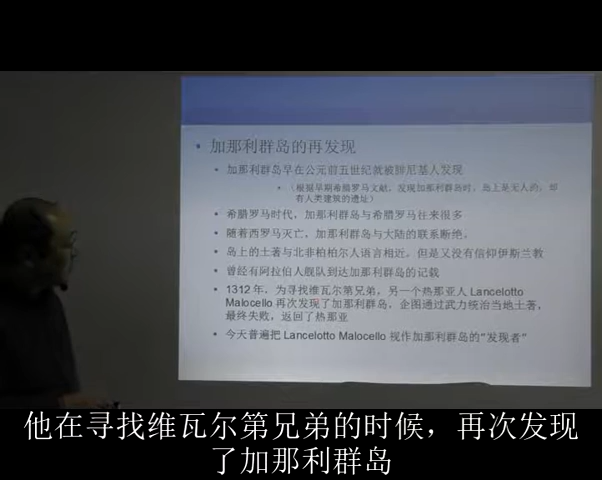 加那利群岛的再发现
加那利群岛早在公元前五世纪就被腓尼基人发现
（根据早期希腊罗马文献，发现加那利群岛时，岛上是无人的，却
有人类建筑的遗址）
希腊罗马时代，加那利群岛与希腊罗马往来很多
随着西罗马灭亡，加那利群岛与大陆的联系断绝。
岛上的土著与北非柏柏尔人语言相近，但是又没有信仰伊斯兰教
曾经有阿拉伯人舰队到达加那利群岛的记载
1312年，为寻找维瓦尔第兄弟，另一个热那亚人 Lancelotto
Malocello 再次发现了加那利群岛，企图通过武力统治当地土著，
最终失败，返回了热那亚
今天普遍把 Lancelotto Malocello 视作加那利群岛的“发现者”
他在寻找维瓦尔第兄弟的时候，再次发现
了加那利群岛